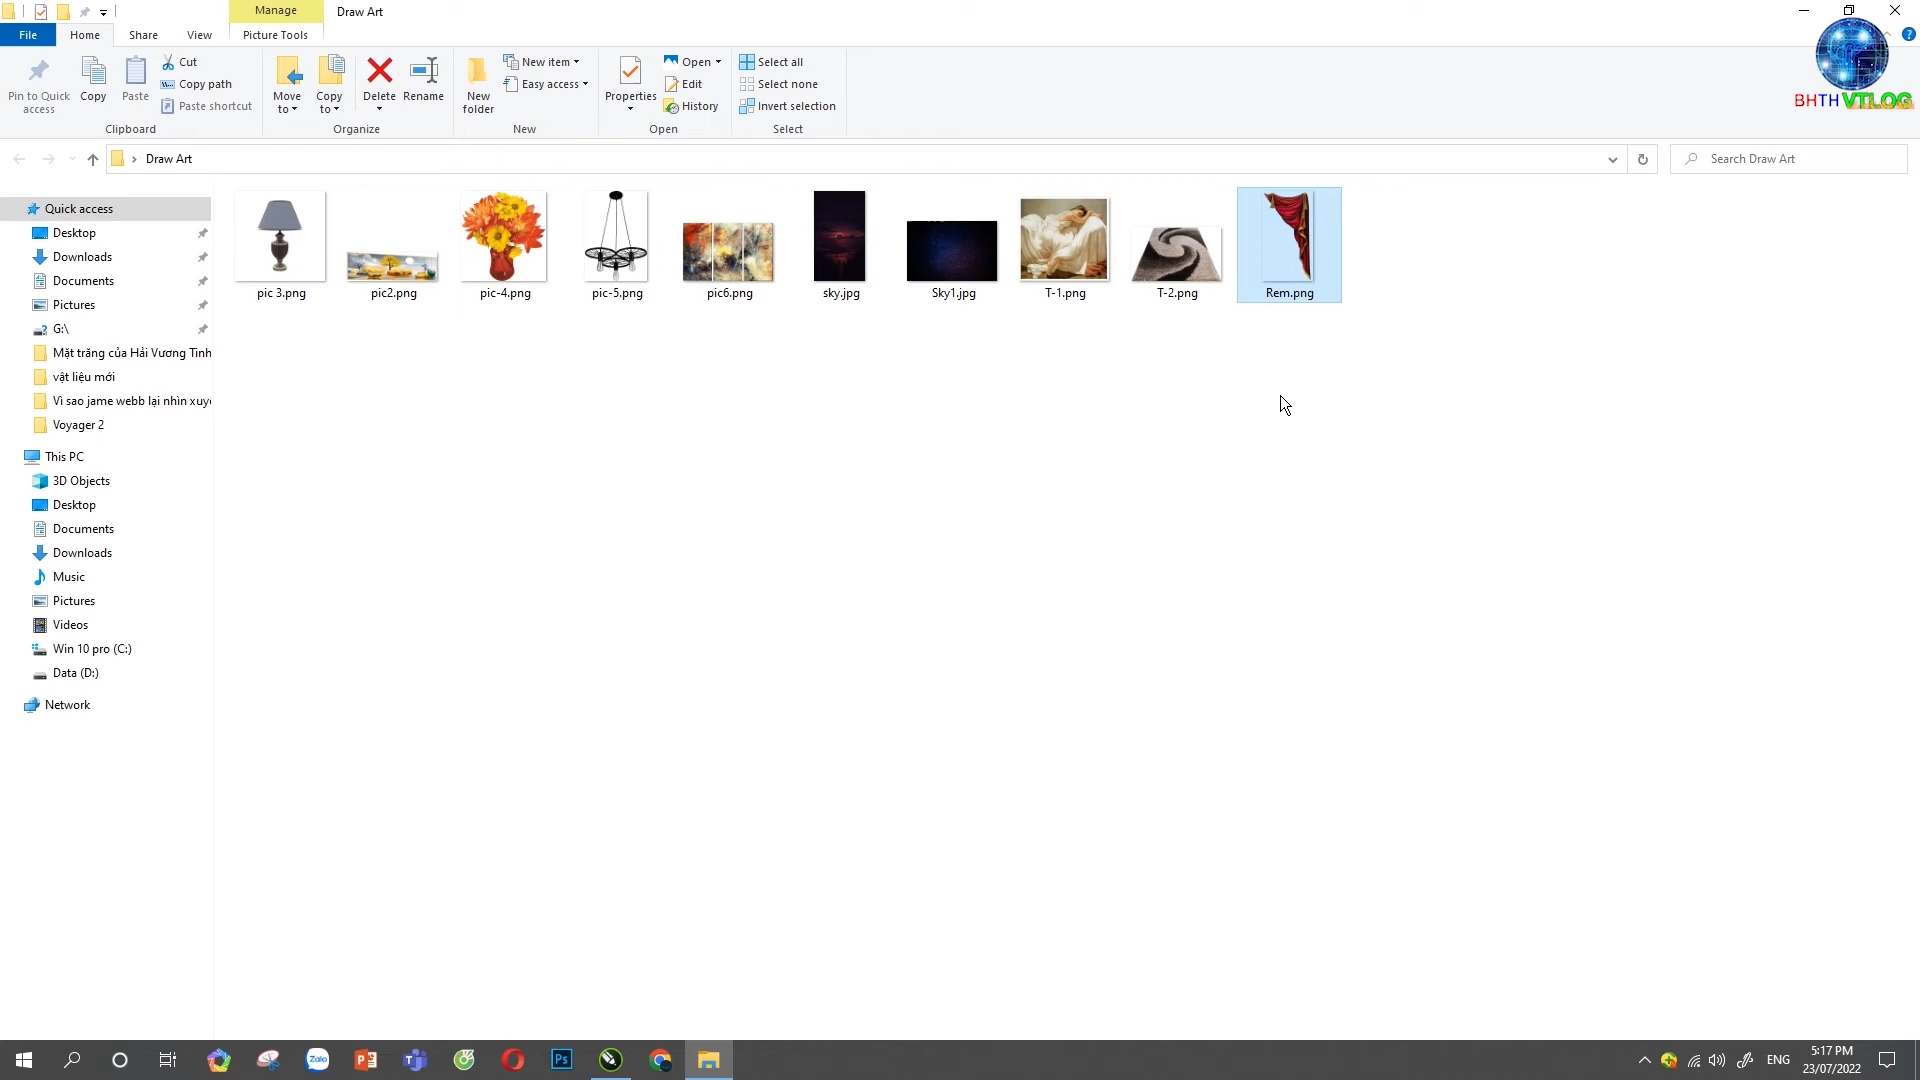 Manage
Draw Art
File
Home
Share
View
Picture Tools
Pin to Quick
access
Copy
Paste
Cut
Copy path
Paste shortcut
Clipboard
Move
to
Copy
to
Delete
Rename
Organize
New
folder
New item
Easy access
New
Properties
Open
Edit
History
Open
Select all
Select none
Invert selection
Select
BHTH VTLOG
Draw Art
Search Draw Art
Quick access
Desktop
Downloads
Documents
Pictures
G:\
Mặt trăng của Hải Vương Tinh
vật liệu mới
Vì sao jame webb lại nhìn xuy
Voyager 2
This PC
3D Objects
Desktop
Documents
Downloads
Music
Pictures
Videos
Win 10 pro (C:)
Data (D:)
Network
pic 3.png
pic2.png
pic-4.png
pic-5.png
pic6.png
sky.jpg
Sky1.jpg
T-1.png
T-2.png
Rem.png
Zalo
Ps
ENG
5:17 PM
23/07/2022